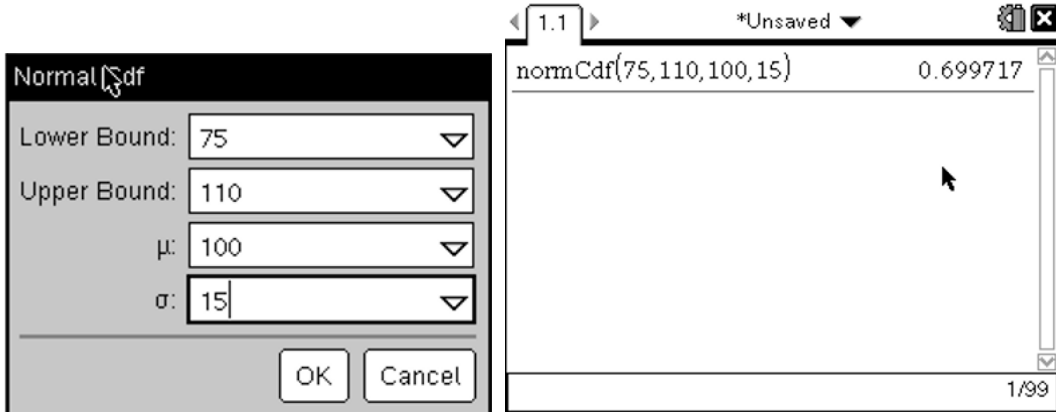 Normal Cdf
Lower Bound: 75
Upper Bound: 110
μ: 100
σ: 15
OK Cancel
1.1 *Unsaved
normCdf(75,110,100,15) 0.699717
1/99